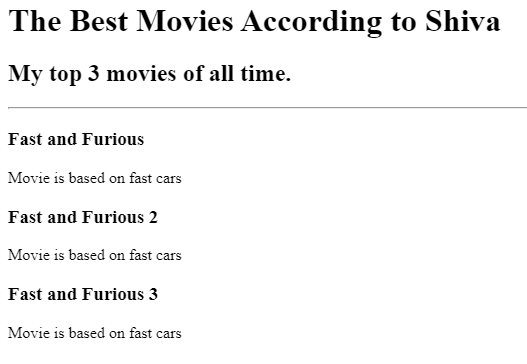 The Best Movies According to Shiva
My top 3 movies of all time.
Fast and Furious
Movie is based on fast cars
Fast and Furious 2
Movie is based on fast cars
Fast and Furious 3
Movie is based on fast cars